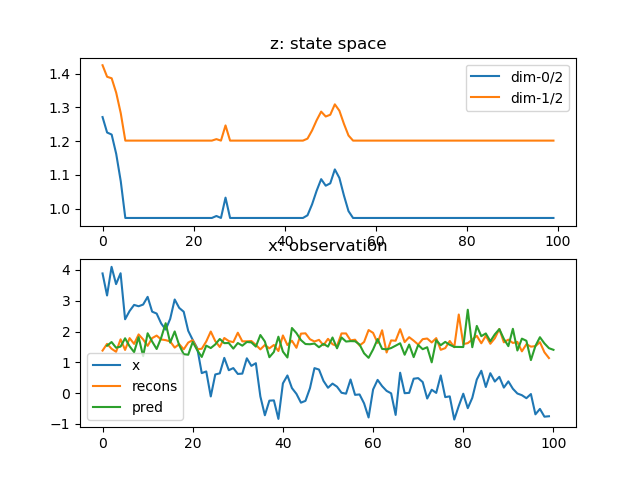 z: state space
1.4
1.3
1.2
1.1
1.0
dim-0/2
dim-1/2
0 20 40 60 80 100
x: observation
4
3
2
1
0
−1
x
recons
pred
0 20 40 60 80 100